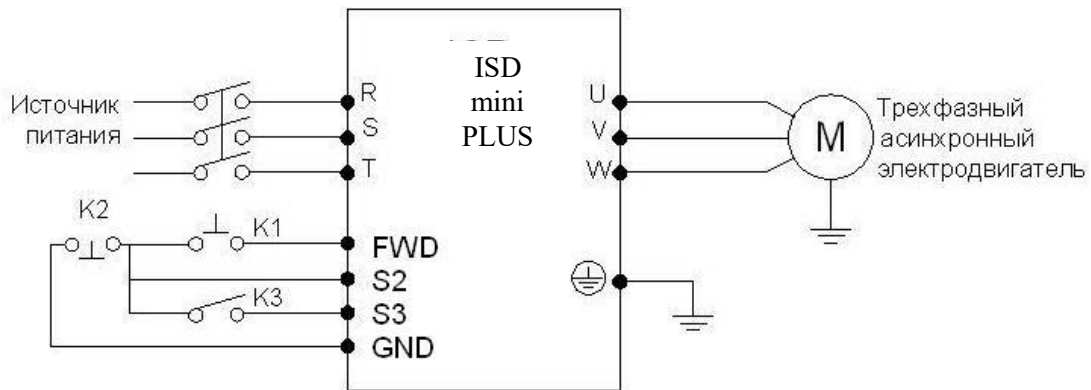 ISD
mini
PLUS
Источник
питания
R
S
T
U
V
W
M
Трехфазный
асинхронный
электродвигатель
K2
K1
FWD
S2
K3
S3
GND